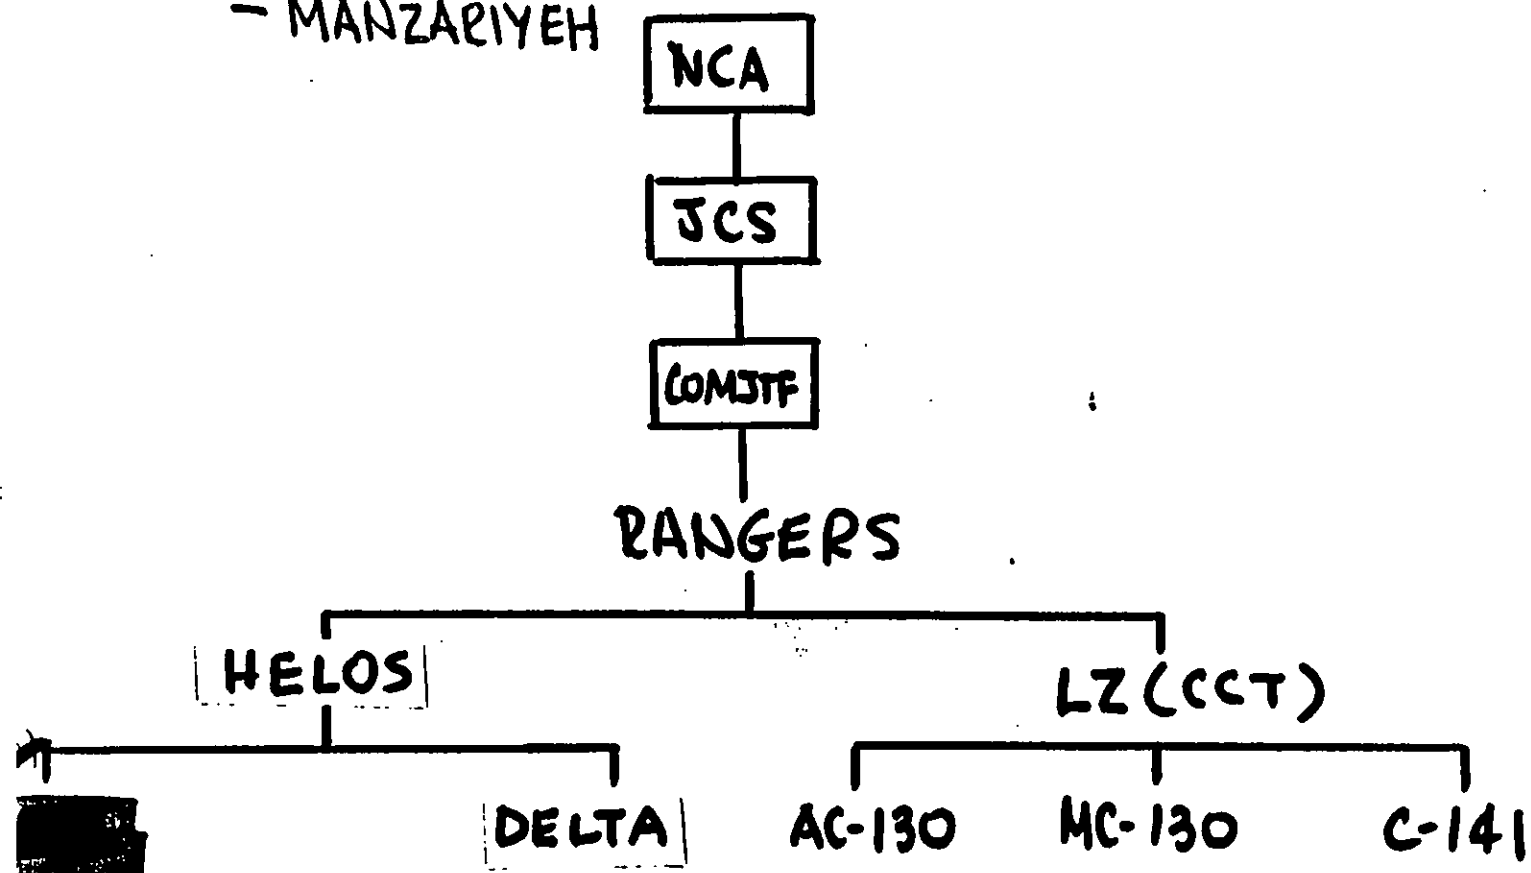 - MANZARIYEH
NCA
JCS
COMJTF
RANGERS
HELOS
LZ (CCT)
DELTA
AC-130
MC-130
C-141